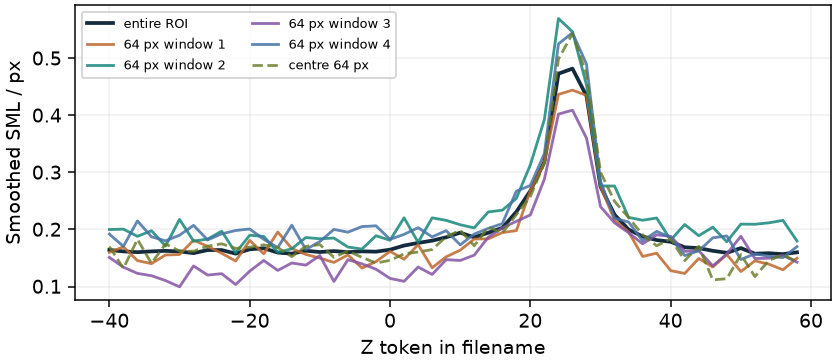 Smoothed SML / px
0.5
0.4
0.3
0.2
0.1
entire ROI
64 px window 1
64 px window 2
64 px window 3
64 px window 4
centre 64 px
−40
−20
0
20
40
60
Z token in filename